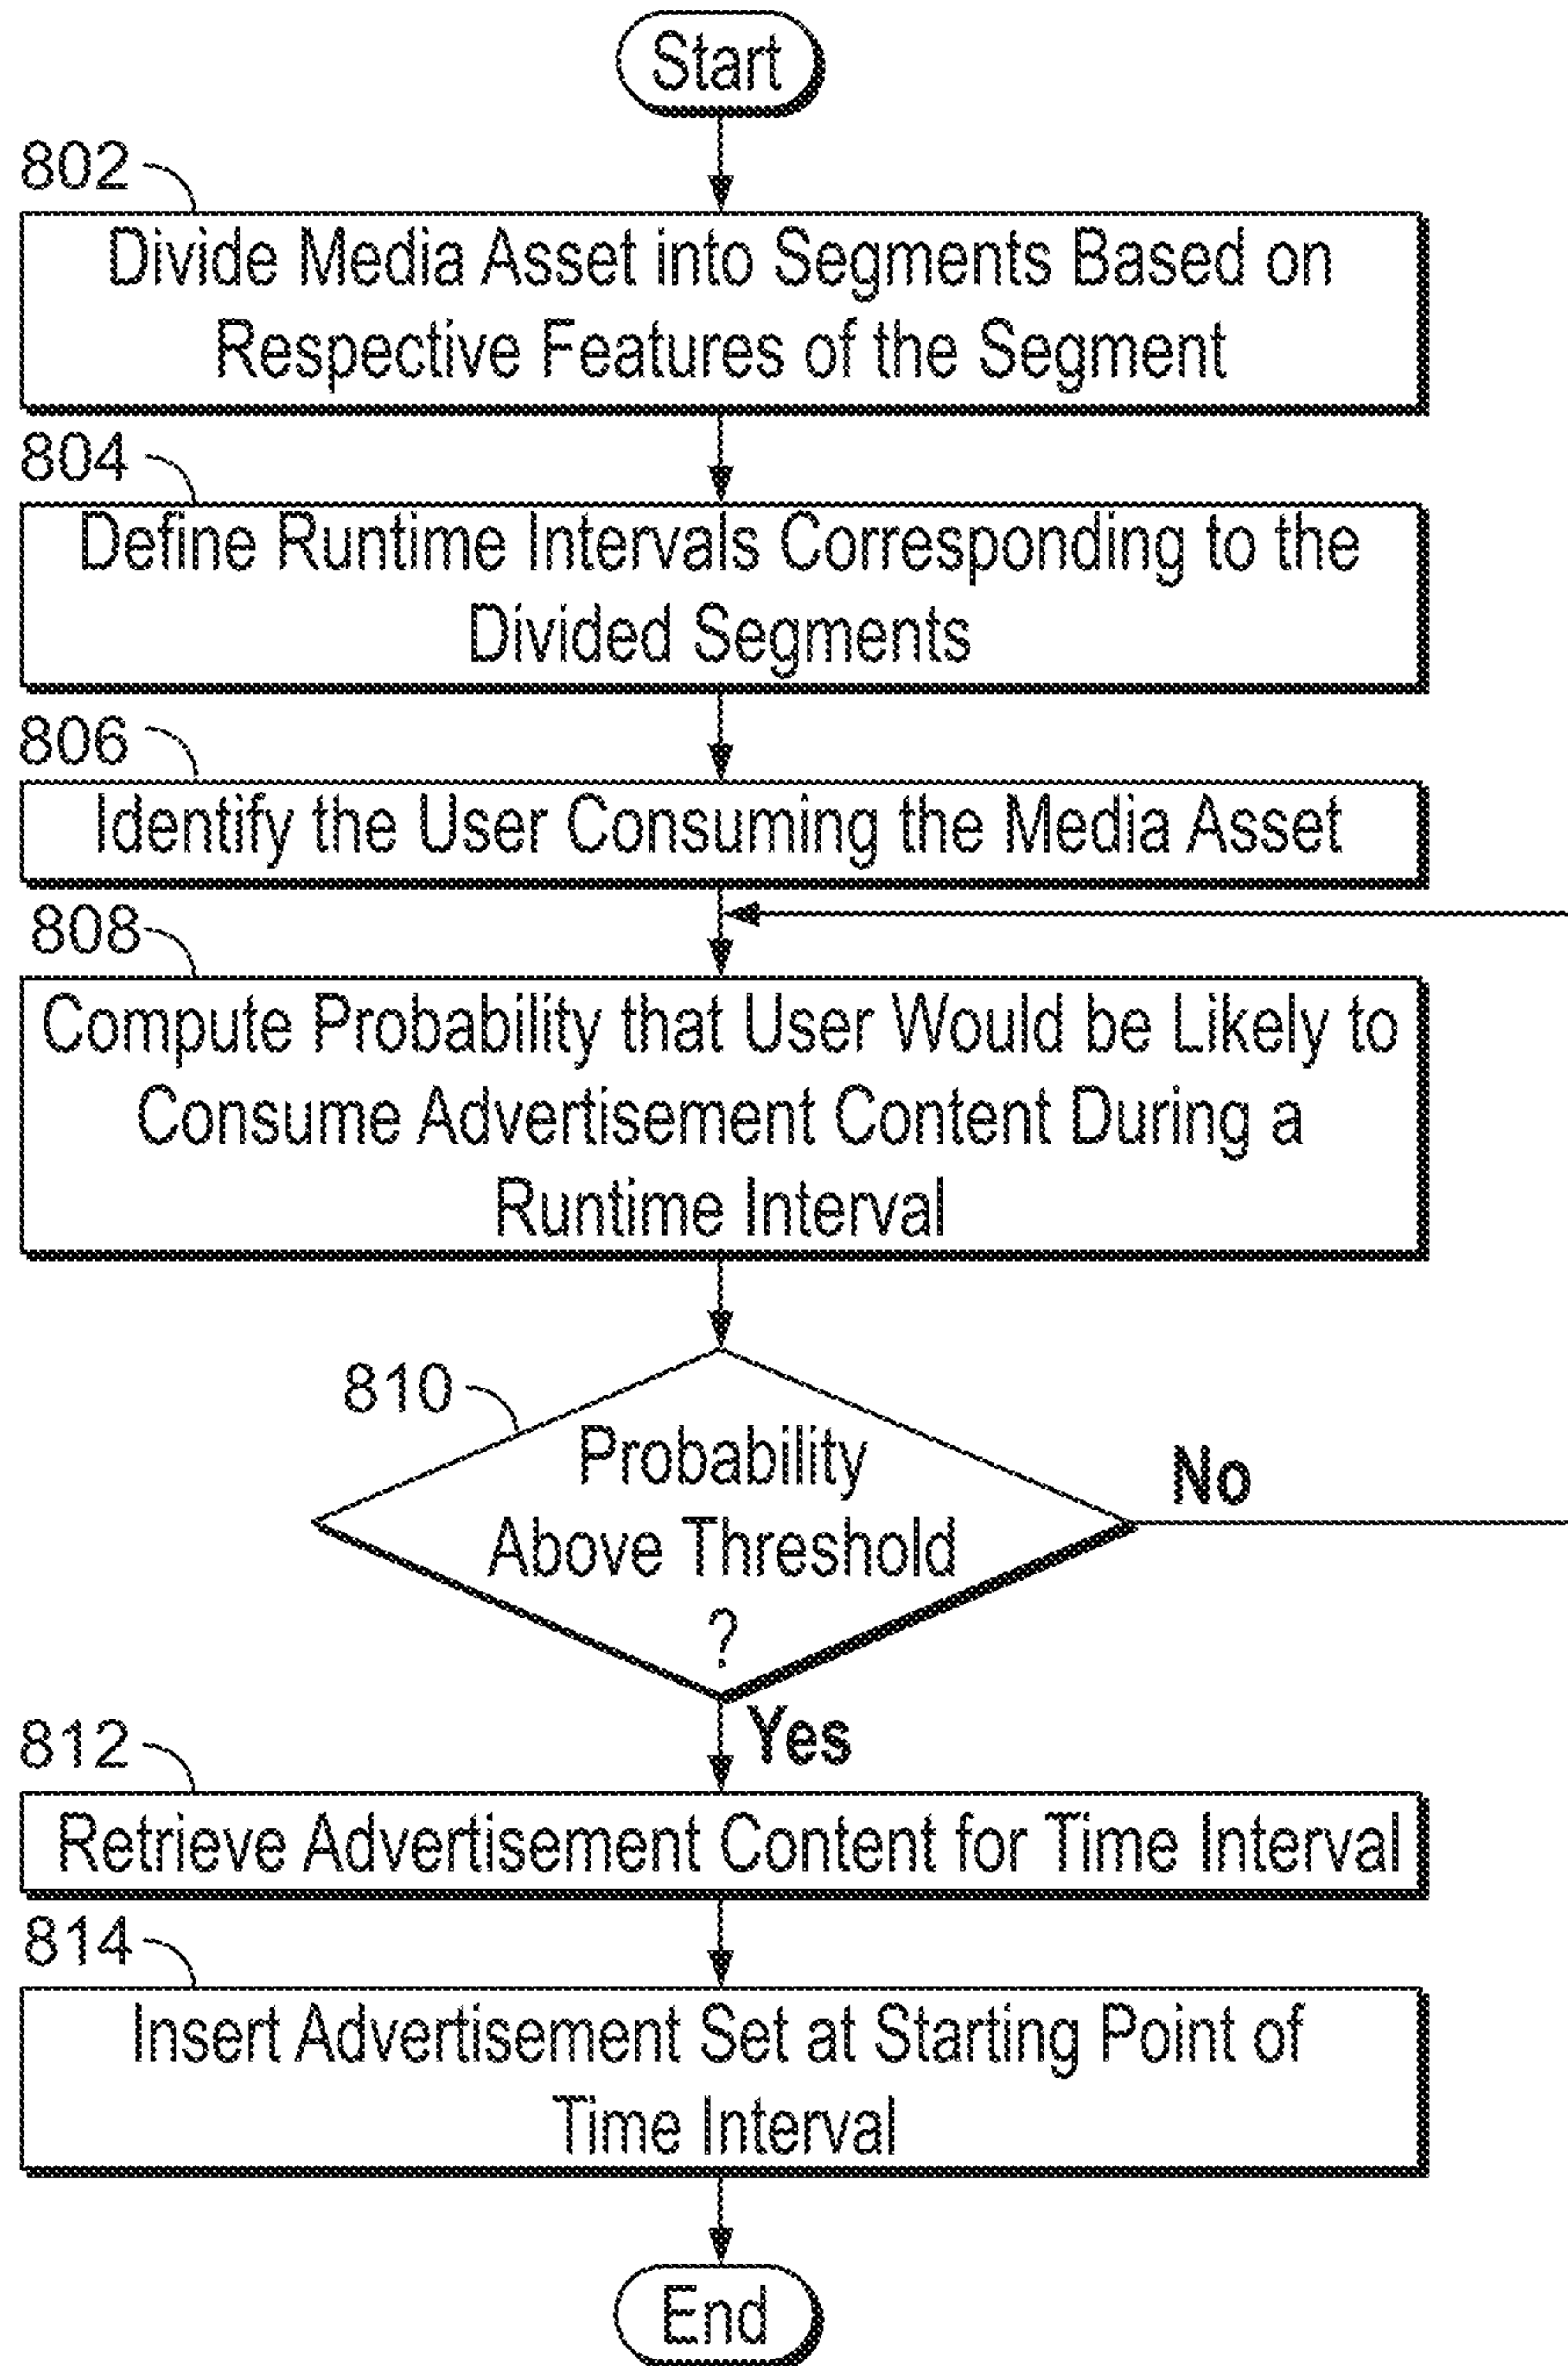 Start
802
Divide Media Asset into Segments Based on
Respective Features of the Segment
804
Define Runtime Intervals Corresponding to the
Divided Segments
806
Identify the User Consuming the Media Asset
808
Compute Probability that User Would be Likely to
Consume Advertisement Content During a
Runtime Interval
810
Probability
Above Threshold
?
No
Yes
812
Retrieve Advertisement Content for Time Interval
814
Insert Advertisement Set at Starting Point of
Time Interval
End